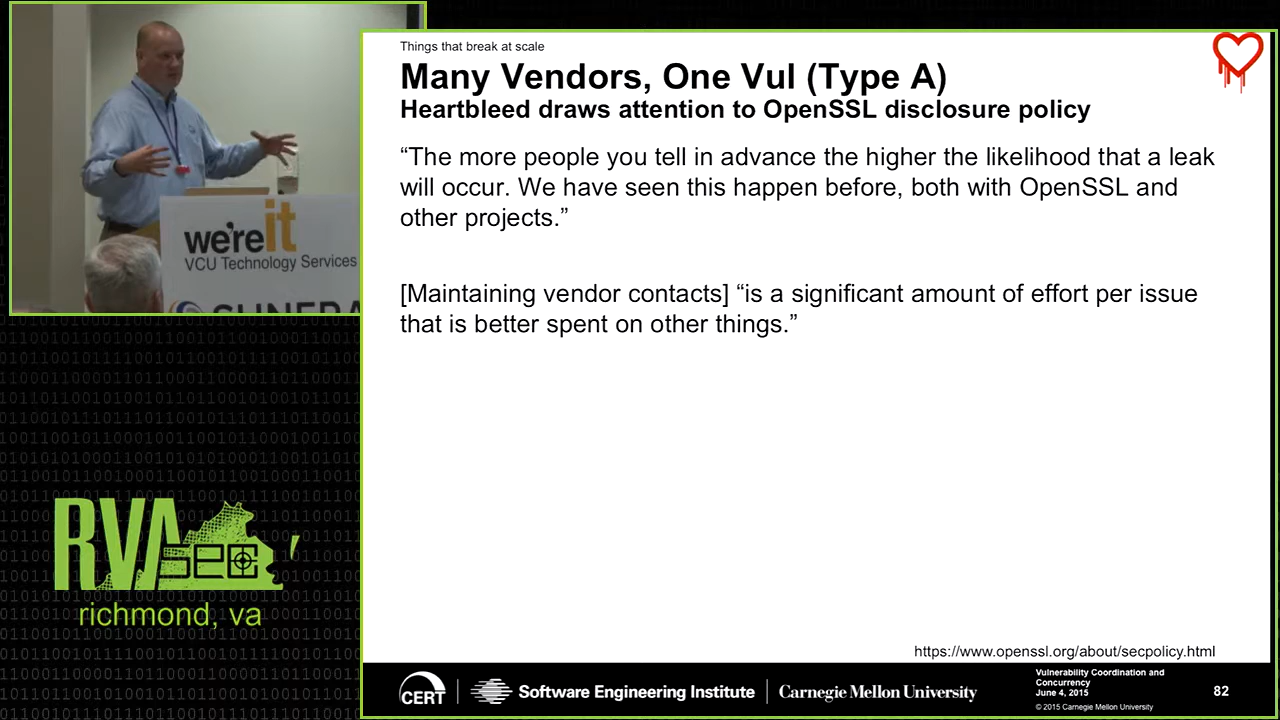 Things that break at scale
Many Vendors, One Vul (Type A)
Heartbleed draws attention to OpenSSL disclosure policy
“The more people you tell in advance the higher the likelihood that a leak
will occur. We have seen this happen before, both with OpenSSL and
other projects.”
[Maintaining vendor contacts] “is a significant amount of effort per issue
that is better spent on other things.”
https://www.openssl.org/about/secpolicy.html
CERT
Software Engineering Institute
Carnegie Mellon University
Vulnerability Coordination and
Concurrency
June 4, 2015
© 2015 Carnegie Mellon University
82
we're it
VCU Technology Services
RVA
sec
richmond, va